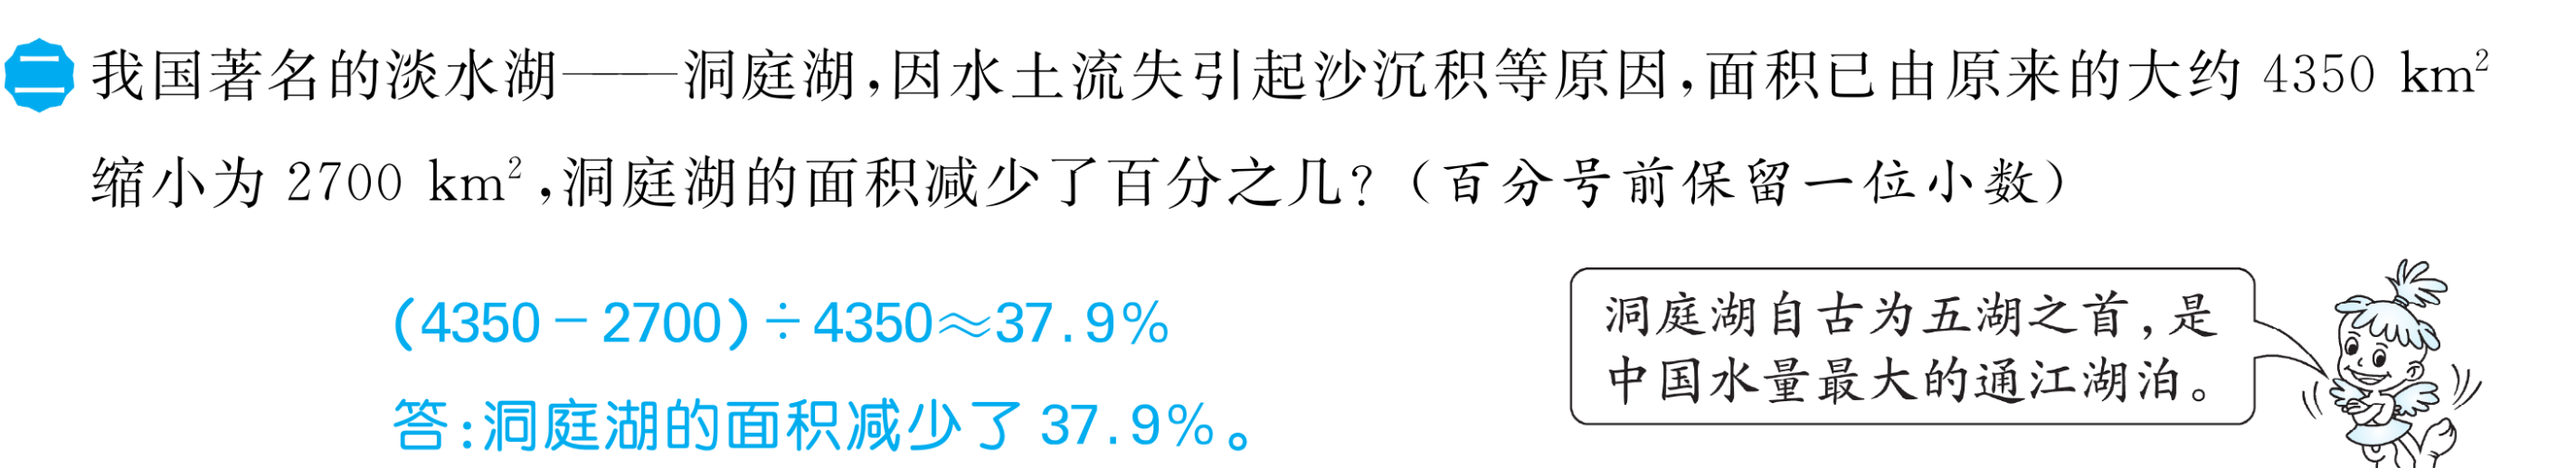 二 我国著名的淡水湖——洞庭湖,因水土流失引起沙沉积等原因,面积已由原来的大约 4350 km²
缩小为 2700 km²,洞庭湖的面积减少了百分之几?(百分号前保留一位小数)
(4350-2700)÷4350≈37.9%
答:洞庭湖的面积减少了 37.9%。
洞庭湖自古为五湖之首,是
中国水量最大的通江湖泊。